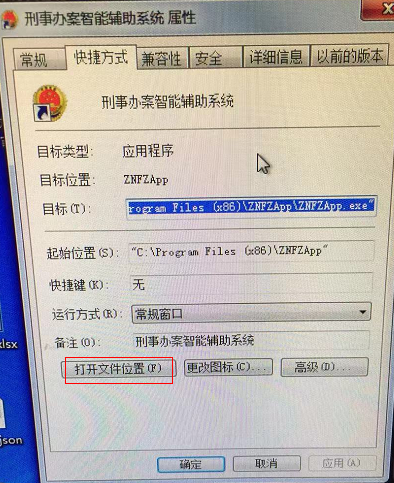 刑事办案智能辅助系统 属性
常规 快捷方式 兼容性 安全 详细信息 以前的版本
刑事办案智能辅助系统
目标类型: 应用程序
目标位置: ZNFZApp
目标(T): rogram Files (x86)\ZNFZApp\ZNFZApp.exe"
起始位置(S): "C:\Program Files (x86)\ZNFZApp"
快捷键(K): 无
运行方式(R): 常规窗口
备注(O): 刑事办案智能辅助系统
xlsx
打开文件位置(F) 更改图标(C)... 高级(D)...
json
确定 取消 应用(A)